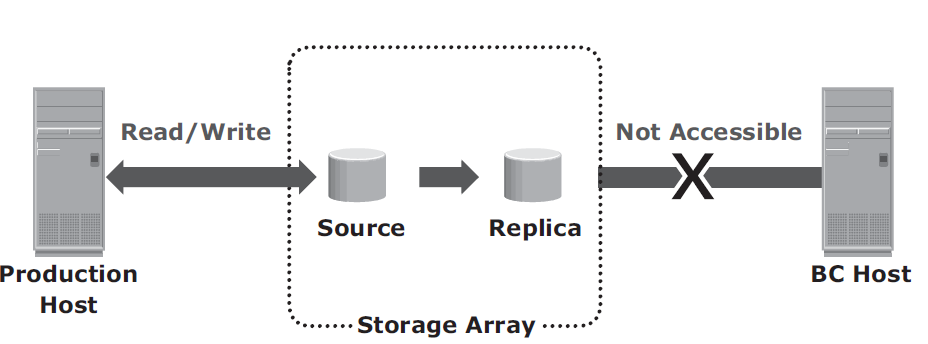 Read/Write
Not Accessible
Source
Replica
Production
Host
BC Host
Storage Array